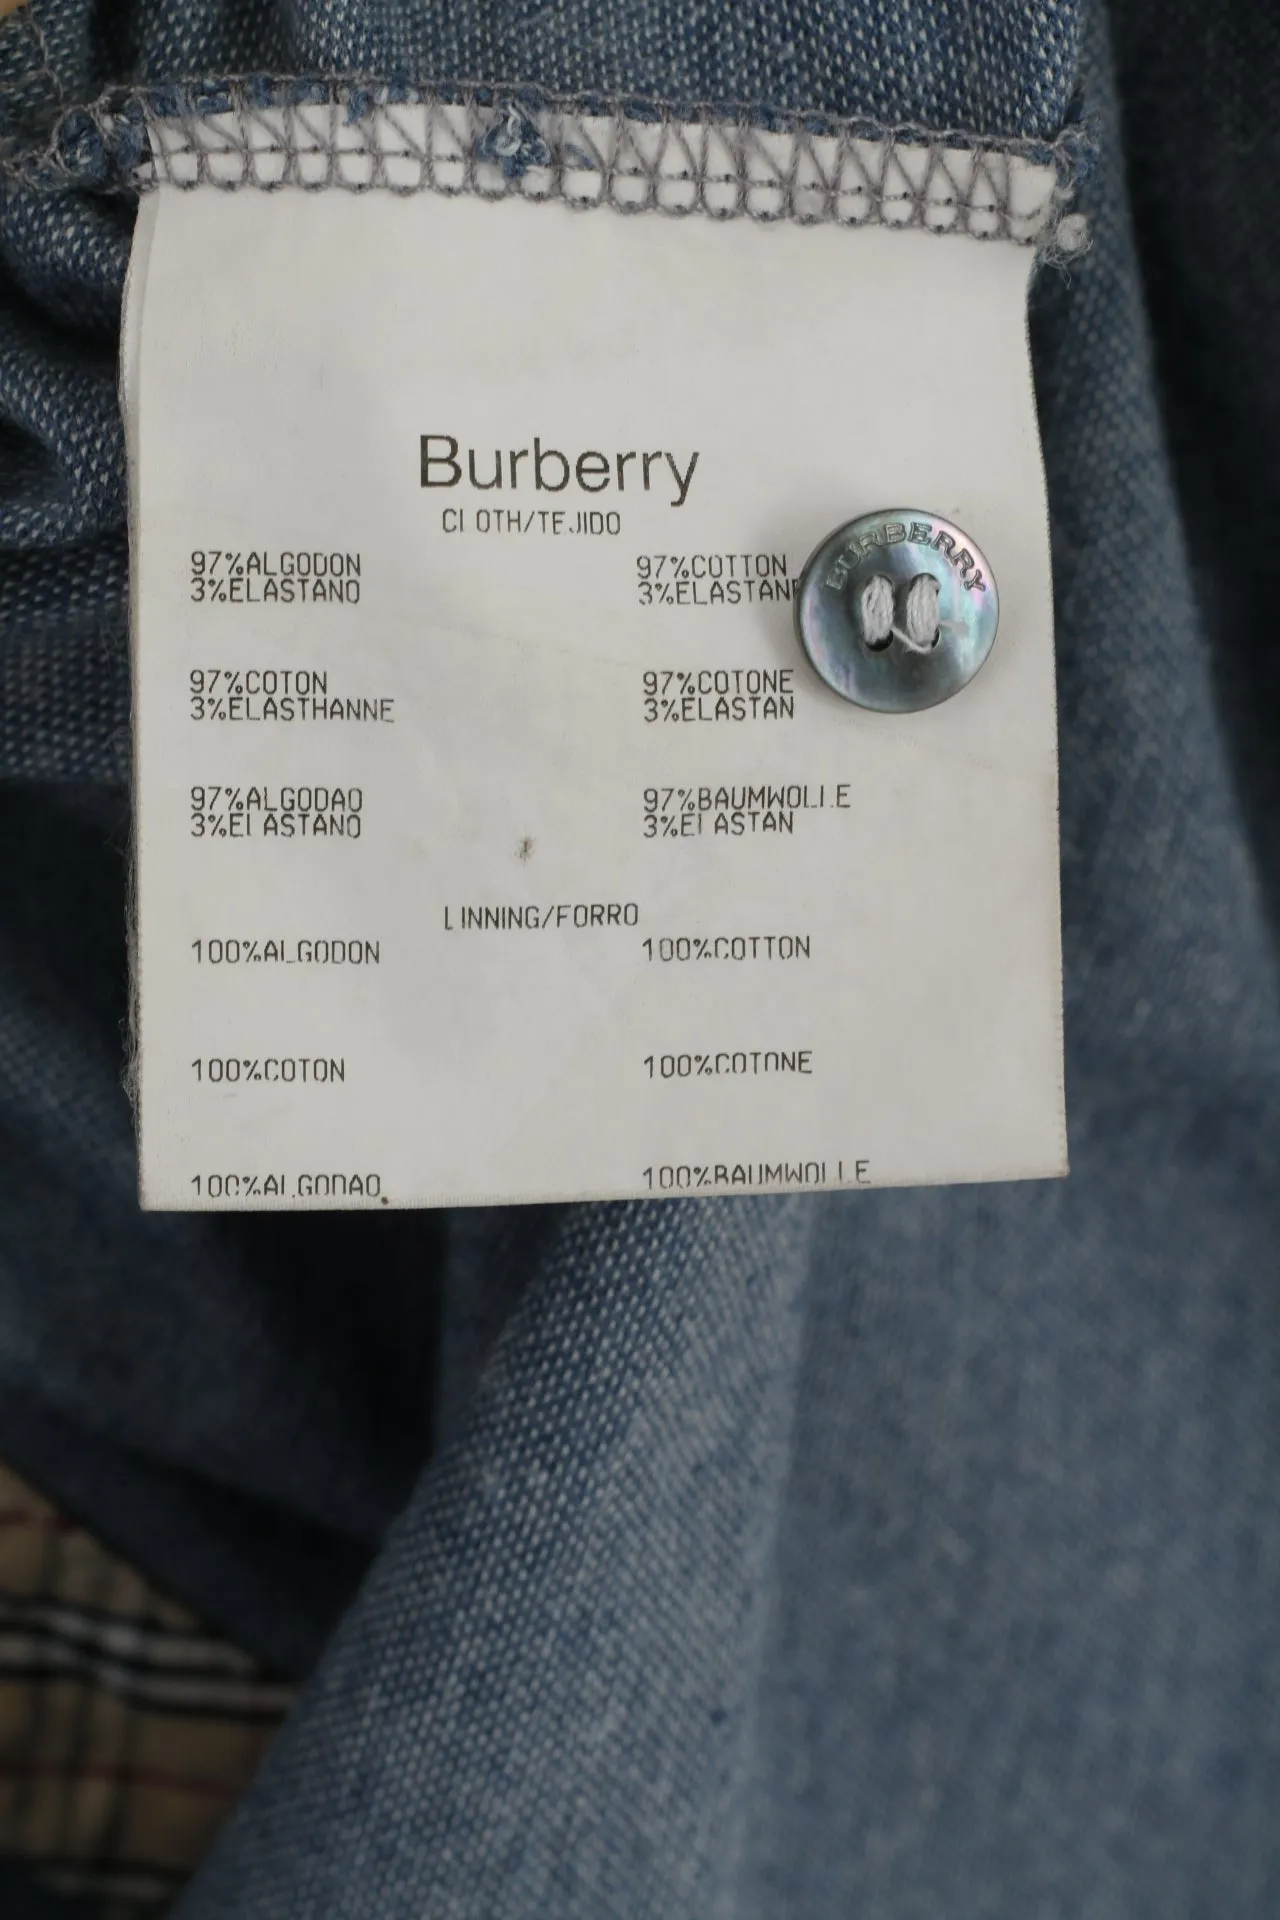 Burberry
CLOTH/TEJIDO
97%ALGODON
3%ELASTANO
97%COTTON
3%ELASTANE
BURBERRY
97%COTON
3%ELASTHANNE
97%COTONE
3%ELASTAN
97%ALGODAO
3%ELASTANO
97%BAUMWOLLE
3%ELASTAN
LINNING/FORRO
100%ALGODON
100%COTTON
100%COTON
100%COTONE
100%ALGODAO
100%BAUMWOLLE